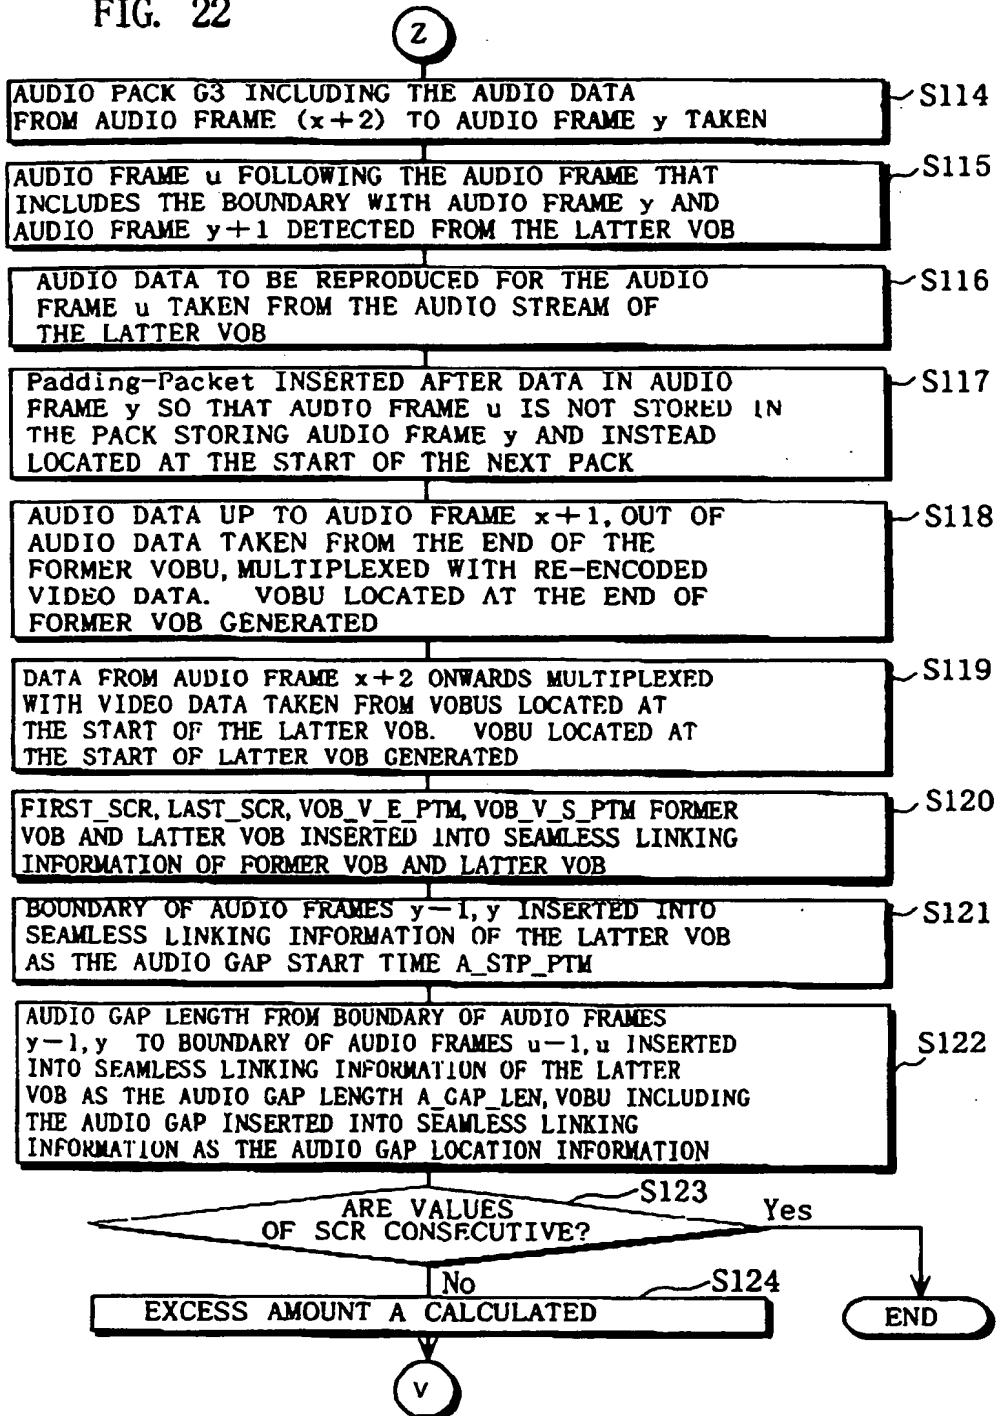 FIG. 22
Z
AUDIO PACK G3 INCLUDING THE AUDIO DATA
FROM AUDIO FRAME (x+2) TO AUDIO FRAME y TAKEN
S114
AUDIO FRAME u FOLLOWING THE AUDIO FRAME THAT
INCLUDES THE BOUNDARY WITH AUDIO FRAME y AND
AUDIO FRAME y+1 DETECTED FROM THE LATTER VOB
S115
AUDIO DATA TO BE REPRODUCED FOR THE AUDIO
FRAME u TAKEN FROM THE AUDIO STREAM OF
THE LATTER VOB
S116
Padding-Packet INSERTED AFTER DATA IN AUDIO
FRAME y SO THAT AUDIO FRAME u IS NOT STORED IN
THE PACK STORING AUDIO FRAME y AND INSTEAD
LOCATED AT THE START OF THE NEXT PACK
S117
AUDIO DATA UP TO AUDIO FRAME x+1, OUT OF
AUDIO DATA TAKEN FROM THE END OF THE
FORMER VOBU, MULTIPLEXED WITH RE-ENCODED
VIDEO DATA. VOBU LOCATED AT THE END OF
FORMER VOB GENERATED
S118
DATA FROM AUDIO FRAME x+2 ONWARDS MULTIPLEXED
WITH VIDEO DATA TAKEN FROM VOBUS LOCATED AT
THE START OF THE LATTER VOB. VOBU LOCATED AT
THE START OF LATTER VOB GENERATED
S119
FIRST_SCR, LAST_SCR, VOB_V_E_PTM, VOB_V_S_PTM FORMER
VOB AND LATTER VOB INSERTED INTO SEAMLESS LINKING
INFORMATION OF FORMER VOB AND LATTER VOB
S120
BOUNDARY OF AUDIO FRAMES y-1, y INSERTED INTO
SEAMLESS LINKING INFORMATION OF THE LATTER VOB
AS THE AUDIO GAP START TIME A_STP_PTM
S121
AUDIO GAP LENGTH FROM BOUNDARY OF AUDIO FRAMES
y-1, y TO BOUNDARY OF AUDIO FRAMES u-1, u INSERTED
INTO SEAMLESS LINKING INFORMATION OF THE LATTER
VOB AS THE AUDIO GAP LENGTH A_GAP_LEN, VOBU INCLUDING
THE AUDIO GAP INSERTED INTO SEAMLESS LINKING
INFORMATION AS THE AUDIO GAP LOCATION INFORMATION
S122
ARE VALUES
OF SCR CONSECUTIVE?
S123
Yes
No
EXCESS AMOUNT A CALCULATED
S124
END
v